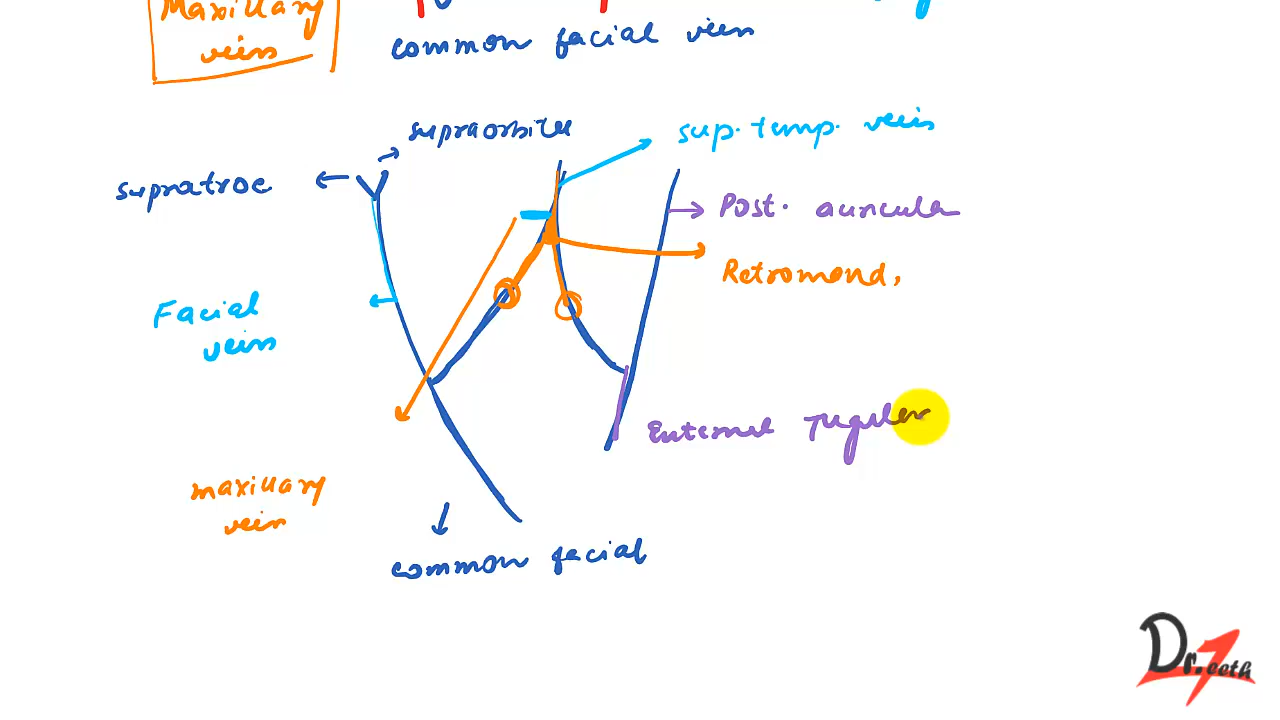 Maxillary
vein
common facial vein
supraorbital
sup. temp. vein
supratroc
Post. auricular
Retromand.
Facial
vein
External Jugular
maxillary
vein
common facial
Dr.Teeth